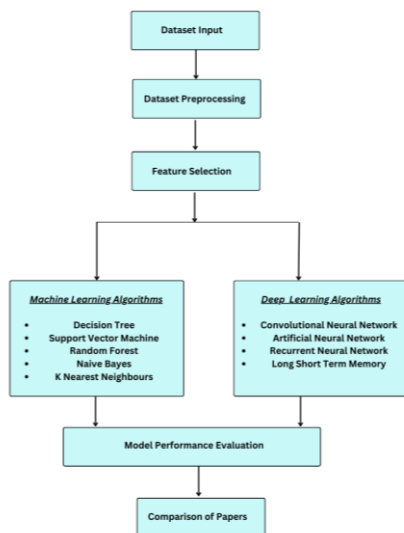 Dataset Input
Dataset Preprocessing
Feature Selection
Machine Learning Algorithms
• Decision Tree
• Support Vector Machine
• Random Forest
• Naive Bayes
• K Nearest Neighbours
Deep Learning Algorithms
• Convolutional Neural Network
• Artificial Neural Network
• Recurrent Neural Network
• Long Short Term Memory
Model Performance Evaluation
Comparison of Papers